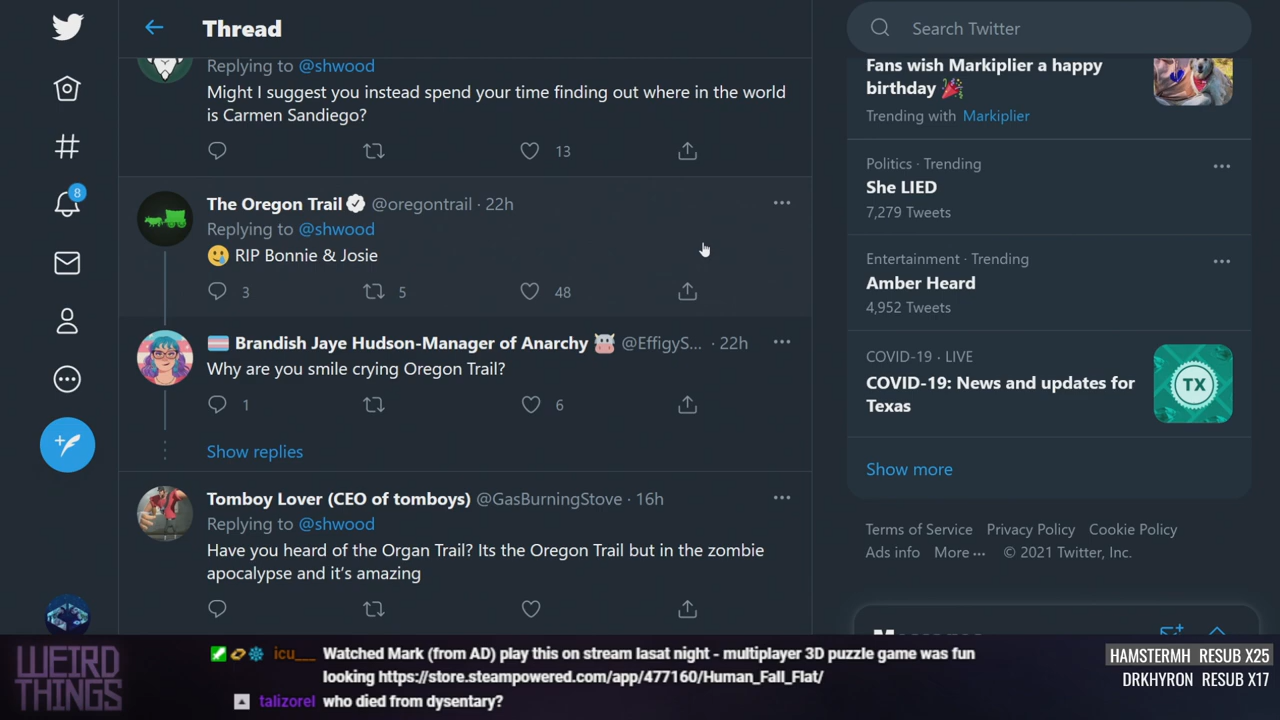 Thread
Search Twitter
Replying to @shwood
Might I suggest you instead spend your time finding out where in the world
is Carmen Sandiego?
13
The Oregon Trail @oregontrail · 22h
Replying to @shwood
🥲 RIP Bonnie & Josie
3 5 48
Brandish Jaye Hudson-Manager of Anarchy 🐮 @EffigyS... · 22h
Why are you smile crying Oregon Trail?
1 6
Show replies
Tomboy Lover (CEO of tomboys) @GasBurningStove · 16h
Replying to @shwood
Have you heard of the Organ Trail? Its the Oregon Trail but in the zombie
apocalypse and it's amazing
8
Fans wish Markiplier a happy
birthday 🎉
Trending with Markiplier
Politics · Trending
She LIED
7,279 Tweets
Entertainment · Trending
Amber Heard
4,952 Tweets
COVID-19 · LIVE
COVID-19: News and updates for
Texas
TX
Show more
Terms of Service Privacy Policy Cookie Policy
Ads info More ··· © 2021 Twitter, Inc.
Messages
WEIRD
THINGS
icu___ Watched Mark (from AD) play this on stream lasat night - multiplayer 3D puzzle game was fun
looking https://store.steampowered.com/app/477160/Human_Fall_Flat/
talizorel who died from dysentary?
HAMSTERMH RESUB X25
DRKHYRON RESUB X17